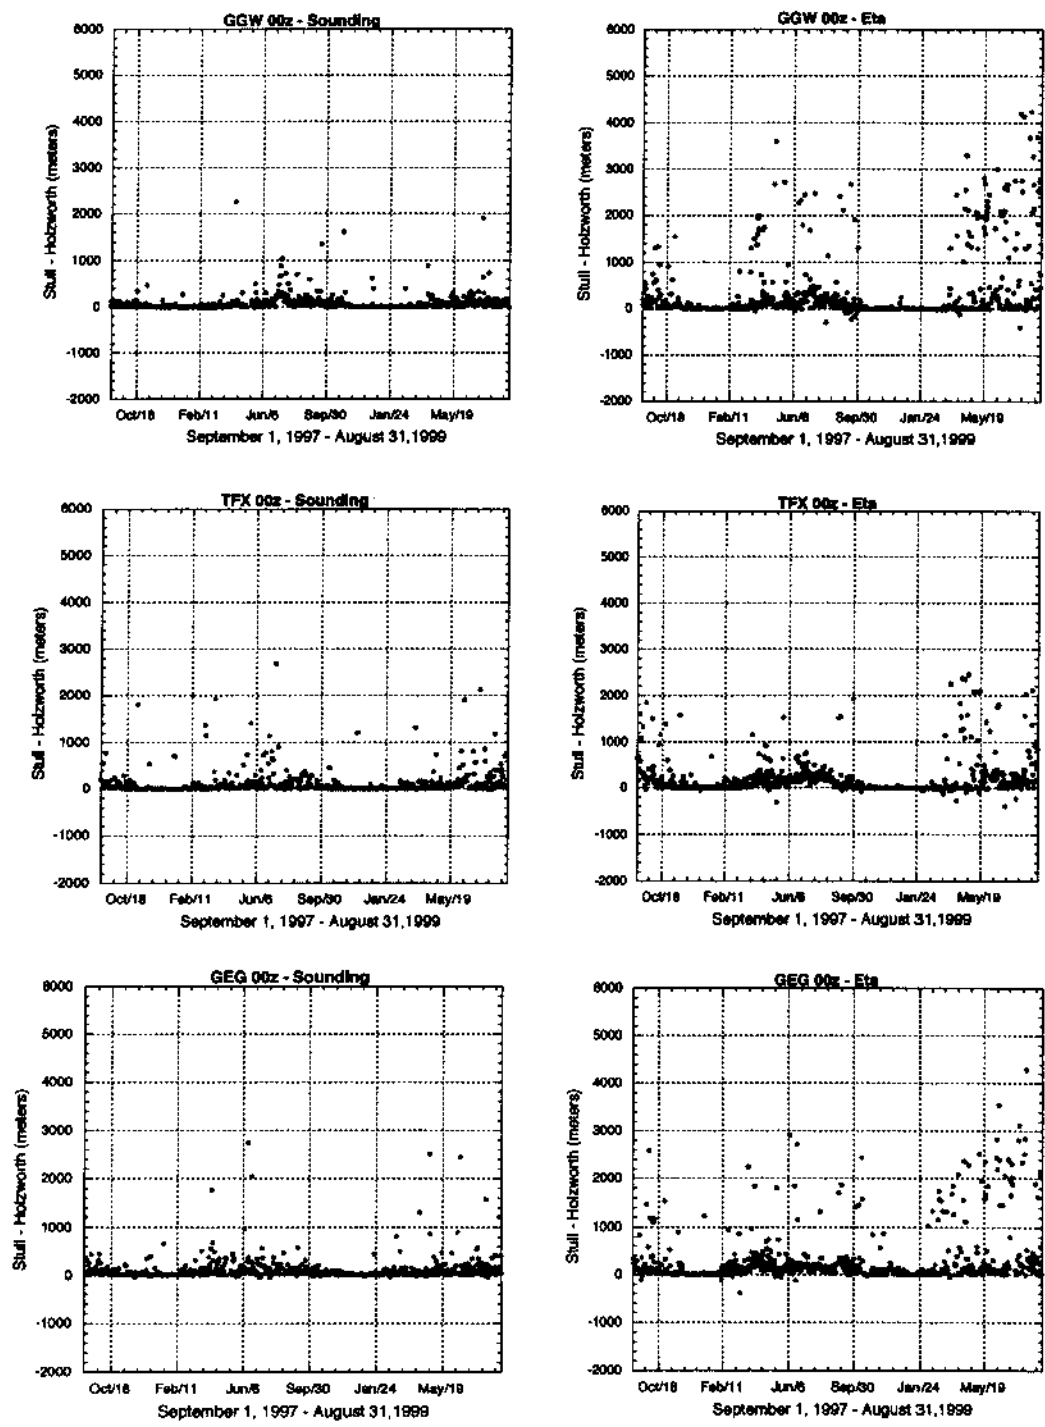 GGW 00z - Sounding
6000
5000
4000
3000
2000
1000
0
-1000
-2000
Stull - Holzworth (meters)
Oct/18 Feb/11 Jun/6 Sep/30 Jan/24 May/19
September 1, 1997 - August 31,1999
GGW 00z - Eta
6000
5000
4000
3000
2000
1000
0
-1000
-2000
Stull - Holzworth (meters)
Oct/18 Feb/11 Jun/6 Sep/30 Jan/24 May/19
September 1, 1997 - August 31,1999
TFX 00z - Sounding
6000
5000
4000
3000
2000
1000
0
-1000
-2000
Stull - Holzworth (meters)
Oct/18 Feb/11 Jun/6 Sep/30 Jan/24 May/19
September 1, 1997 - August 31,1999
TFX 00z - Eta
6000
5000
4000
3000
2000
1000
0
-1000
-2000
Stull - Holzworth (meters)
Oct/18 Feb/11 Jun/6 Sep/30 Jan/24 May/19
September 1, 1997 - August 31,1999
GEG 00z - Sounding
6000
5000
4000
3000
2000
1000
0
-1000
-2000
Stull - Holzworth (meters)
Oct/18 Feb/11 Jun/6 Sep/30 Jan/24 May/19
September 1, 1997 - August 31,1999
GEG 00z - Eta
6000
5000
4000
3000
2000
1000
0
-1000
-2000
Stull - Holzworth (meters)
Oct/18 Feb/11 Jun/6 Sep/30 Jan/24 May/19
September 1, 1997 - August 31,1999